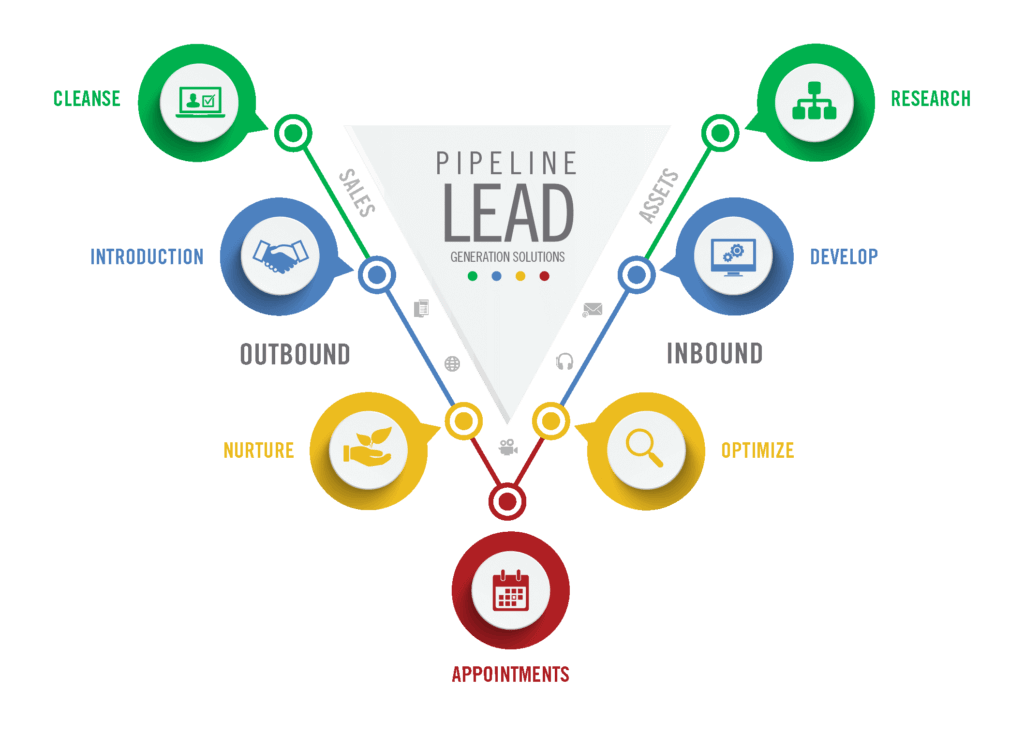 CLEANSE
RESEARCH
PIPELINE
LEAD
GENERATION SOLUTIONS
SALES
ASSETS
INTRODUCTION
DEVELOP
OUTBOUND
INBOUND
NURTURE
OPTIMIZE
APPOINTMENTS